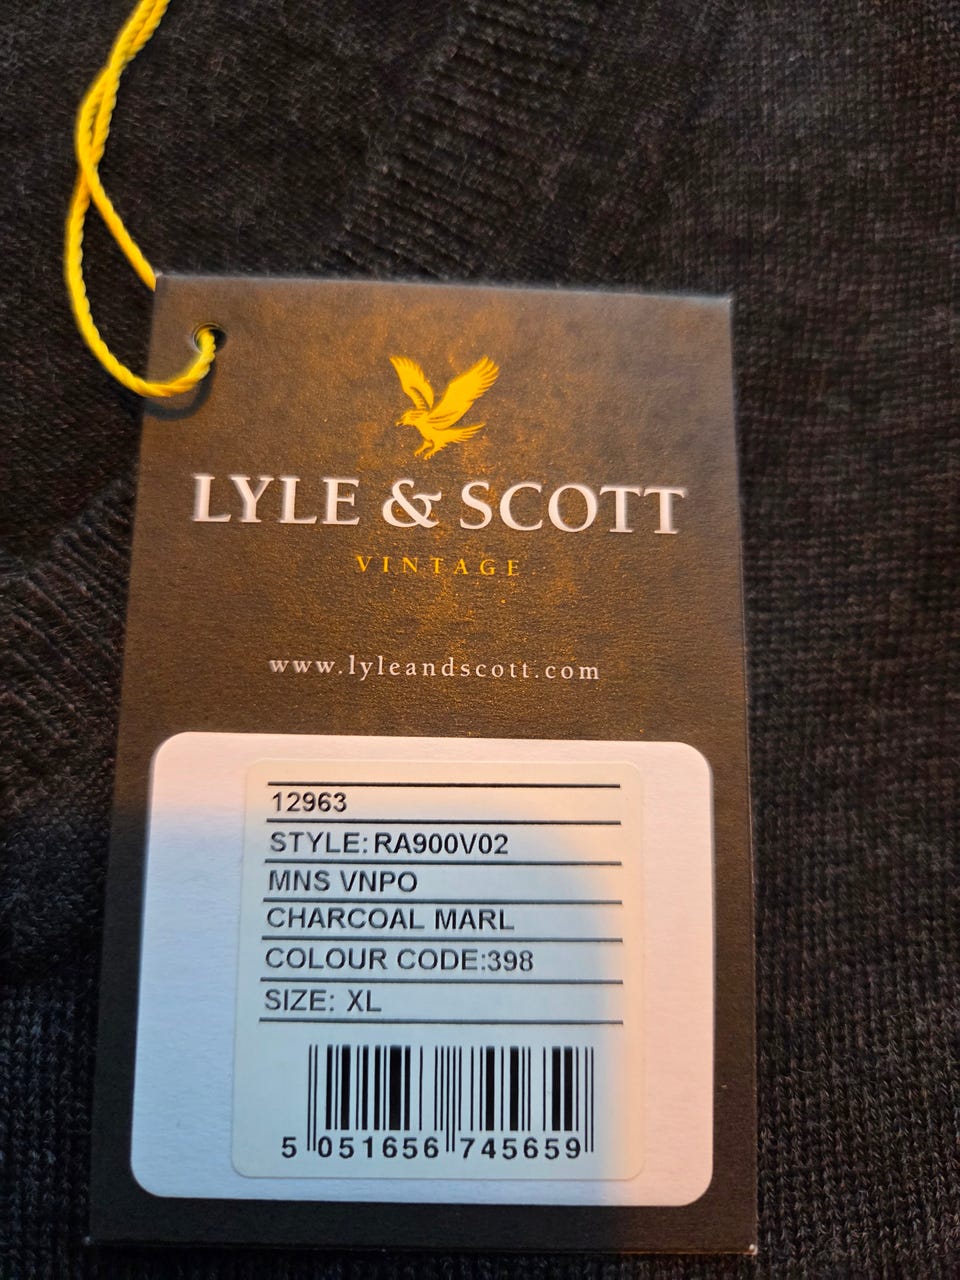 LYLE & SCOTT
VINTAGE
www.lyleandscott.com
12963
STYLE: RA900V02
MNS VNPO
CHARCOAL MARL
COLOUR CODE:398
SIZE: XL
5 051656 745659